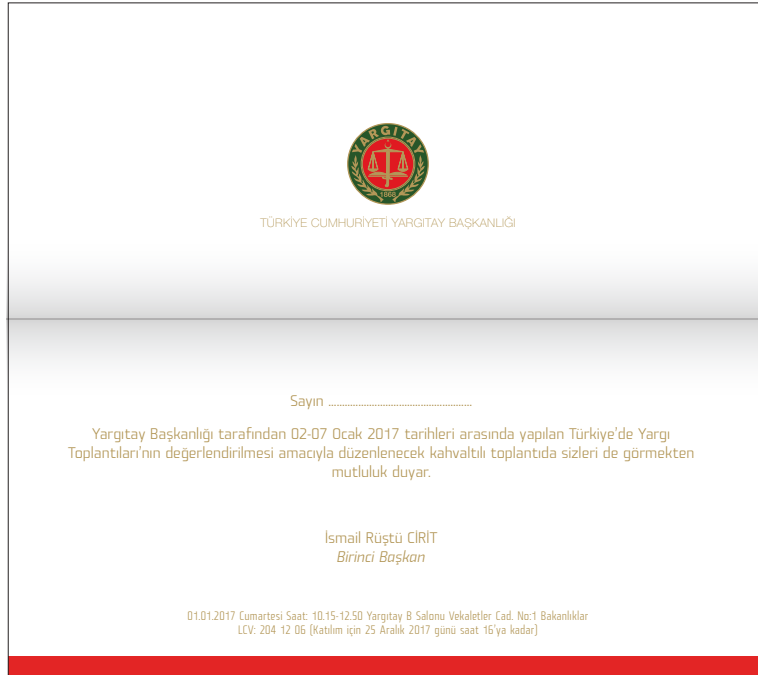 YARGITAY
1868
TÜRKİYE CUMHURİYETİ YARGITAY BAŞKANLIĞI
Sayın ....................................................
Yargıtay Başkanlığı tarafından 02-07 Ocak 2017 tarihleri arasında yapılan Türkiye'de Yargı
Toplantıları'nın değerlendirilmesi amacıyla düzenlenecek kahvaltılı toplantıda sizleri de görmekten
mutluluk duyar.
İsmail Rüştü CİRİT
Birinci Başkan
01.01.2017 Cumartesi Saat: 10.15-12.50 Yargıtay B Salonu Vekaletler Cad. No:1 Bakanlıklar
LCV: 204 12 06 (Katılım için 25 Aralık 2017 günü saat 16'ya kadar)